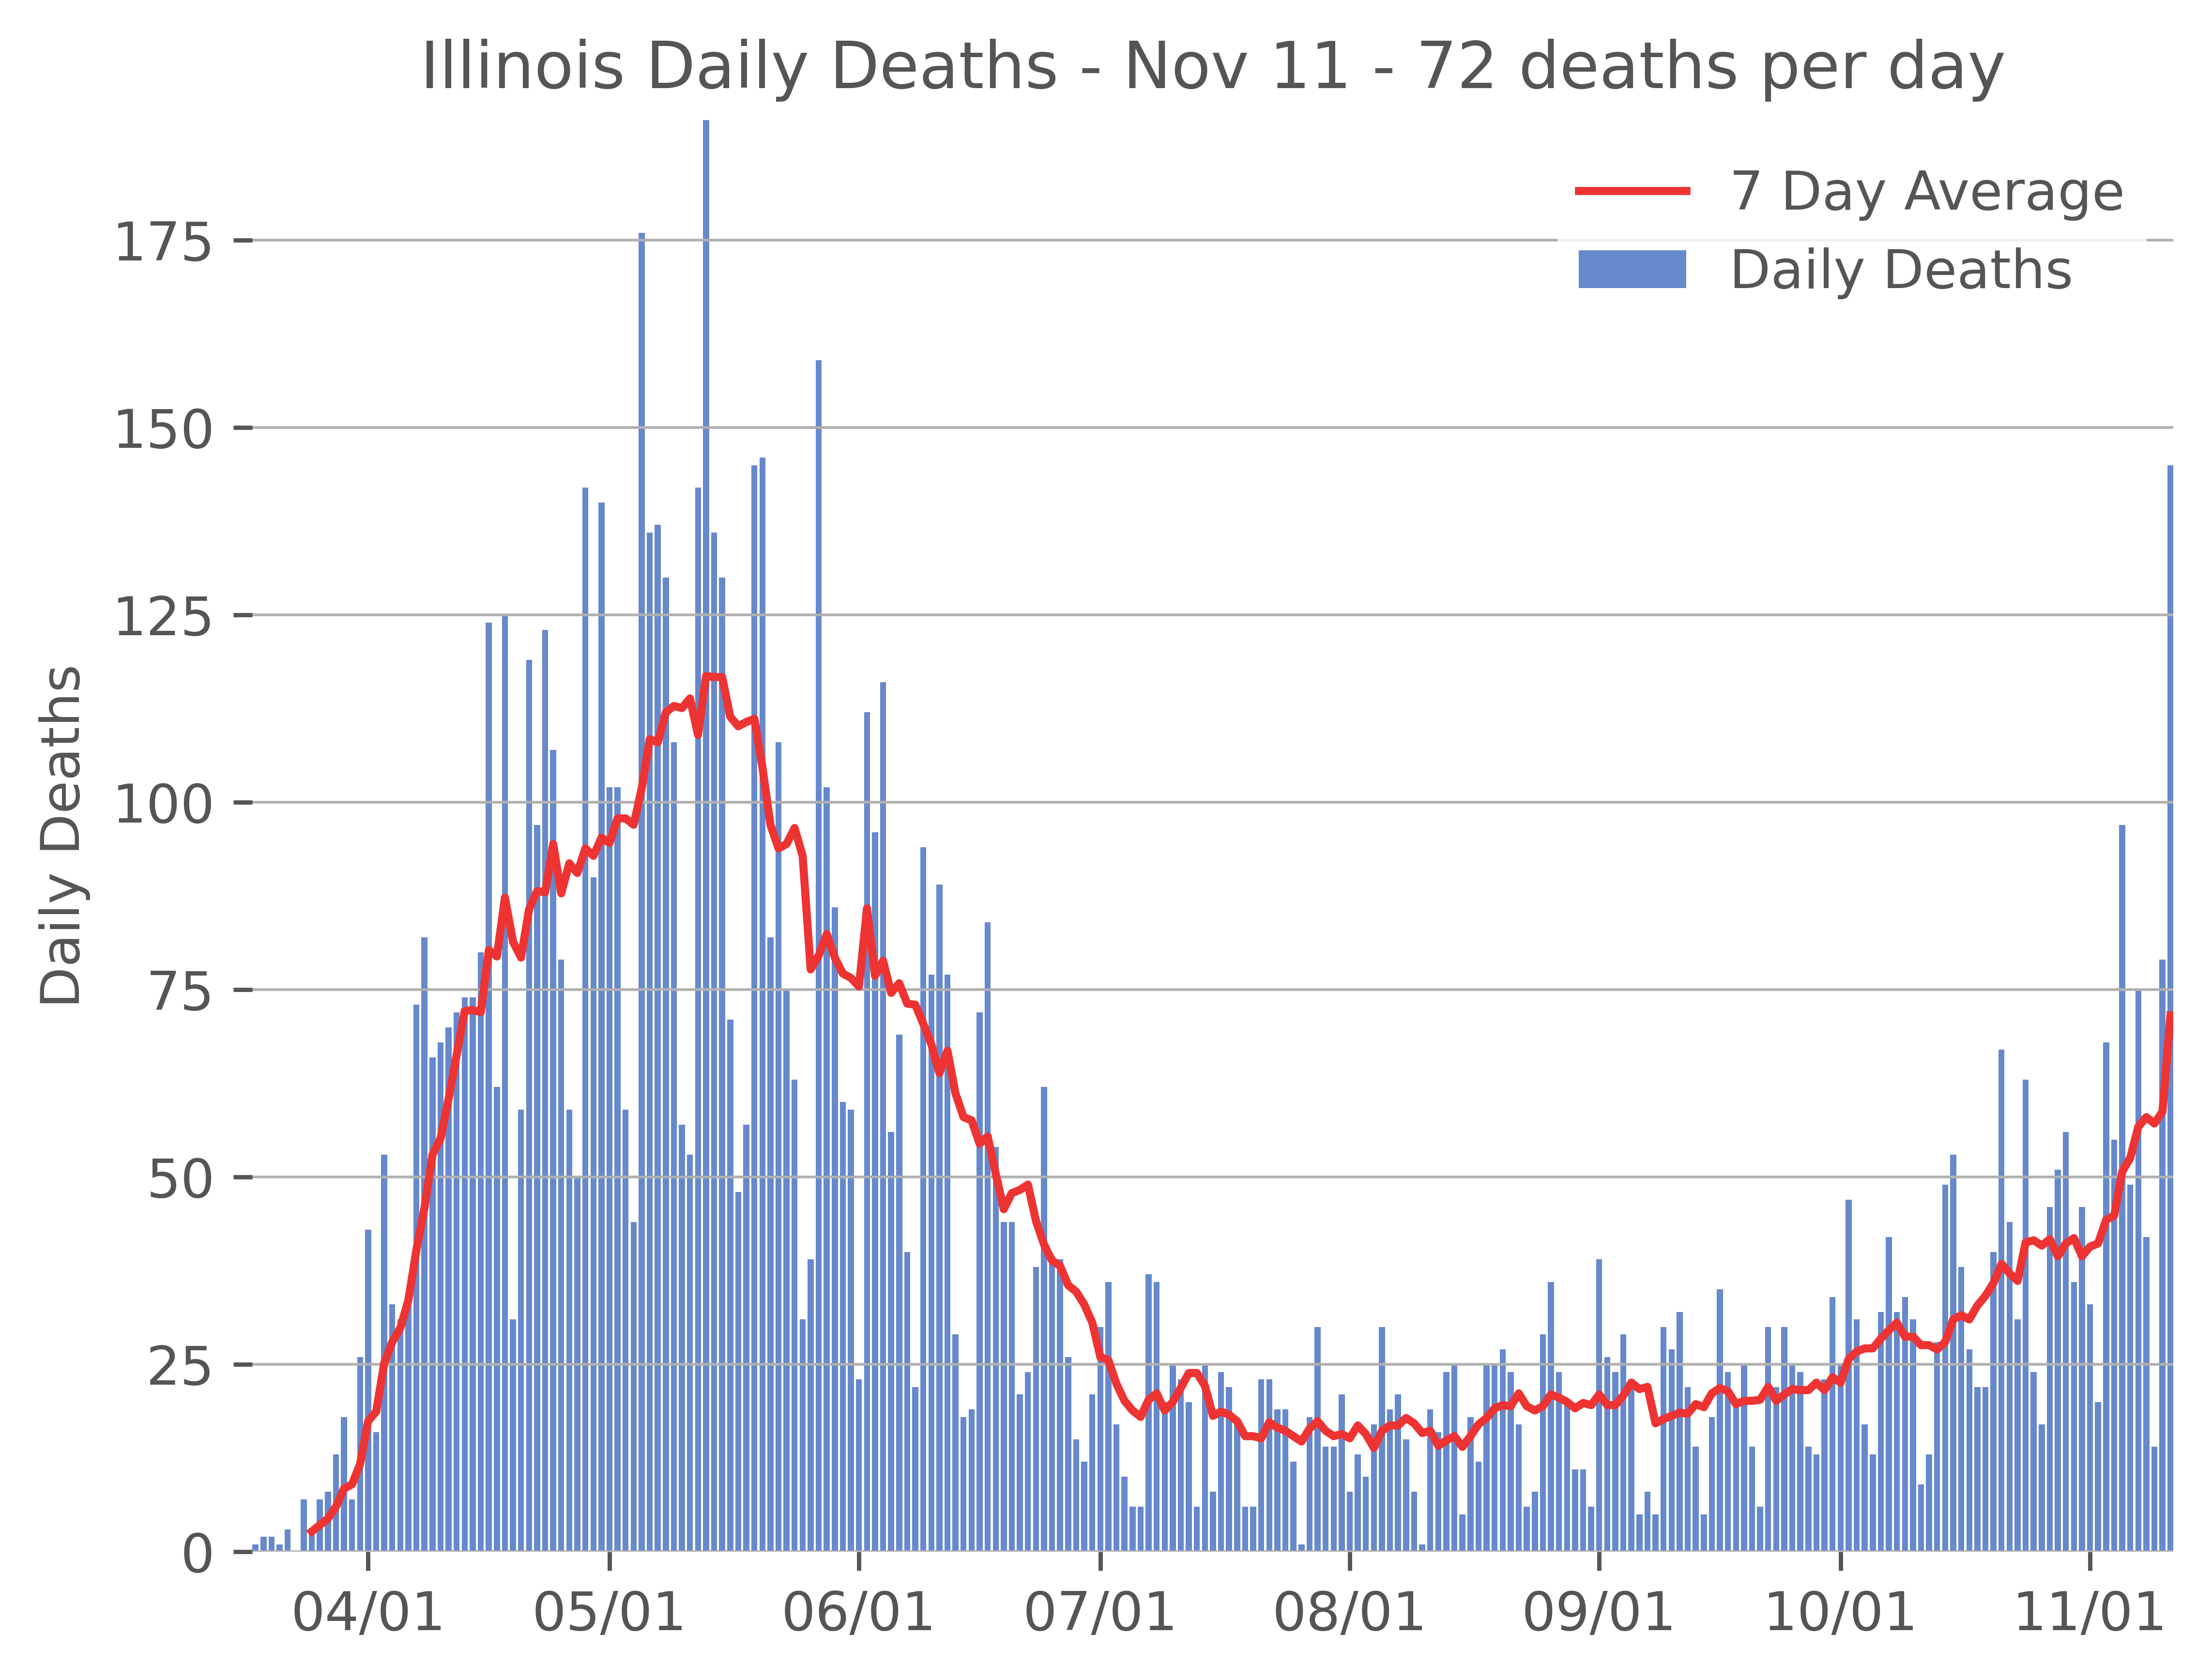 Illinois Daily Deaths - Nov 11 - 72 deaths per day
7 Day Average
Daily Deaths
Daily Deaths
175
150
125
100
75
50
25
0
04/01 05/01 06/01 07/01 08/01 09/01 10/01 11/01